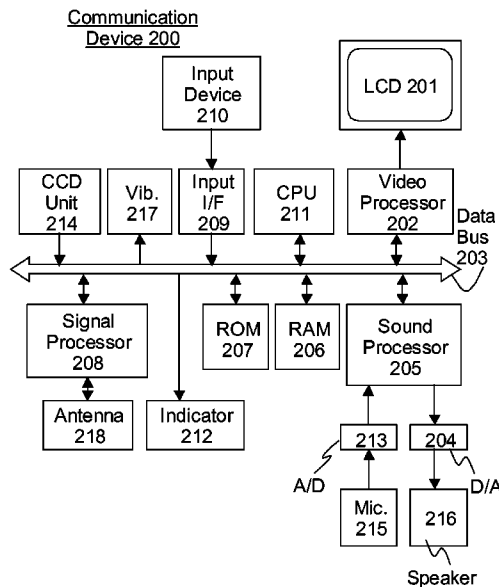 Communication
Device 200
Input
Device
210
LCD 201
CCD
Unit
214
Vib.
217
Input
I/F
209
CPU
211
Video
Processor
202
Data
Bus
203
Signal
Processor
208
ROM
207
RAM
206
Sound
Processor
205
Antenna
218
Indicator
212
213
204
A/D
D/A
Mic.
215
216
Speaker